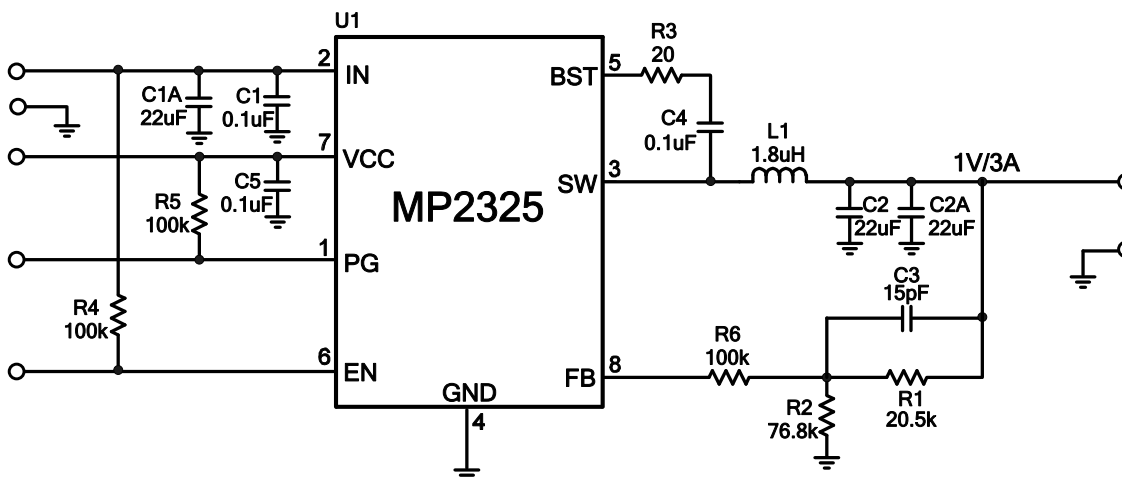 U1
2
IN
C1A
22uF
C1
0.1uF
7
VCC
C5
0.1uF
R5
100k
1
PG
R4
100k
6
EN
MP2325
GND
4
5
BST
R3
20
C4
0.1uF
3
SW
L1
1.8uH
1V/3A
C2
22uF
C2A
22uF
C3
15pF
R6
100k
8
FB
R2
76.8k
R1
20.5k